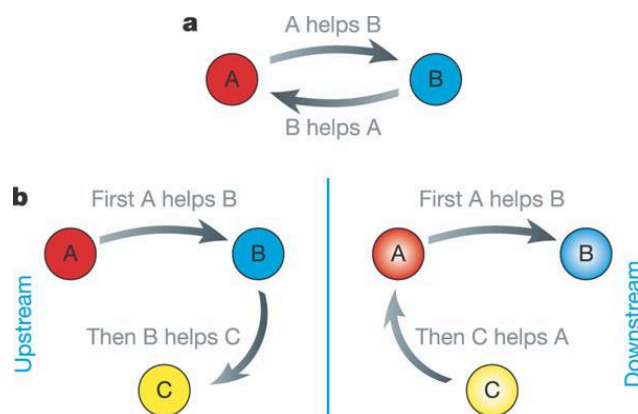 a
A helps B
A
B
B helps A
b
Upstream
First A helps B
A
B
Then B helps C
C
First A helps B
A
B
Then C helps A
C
Downstream